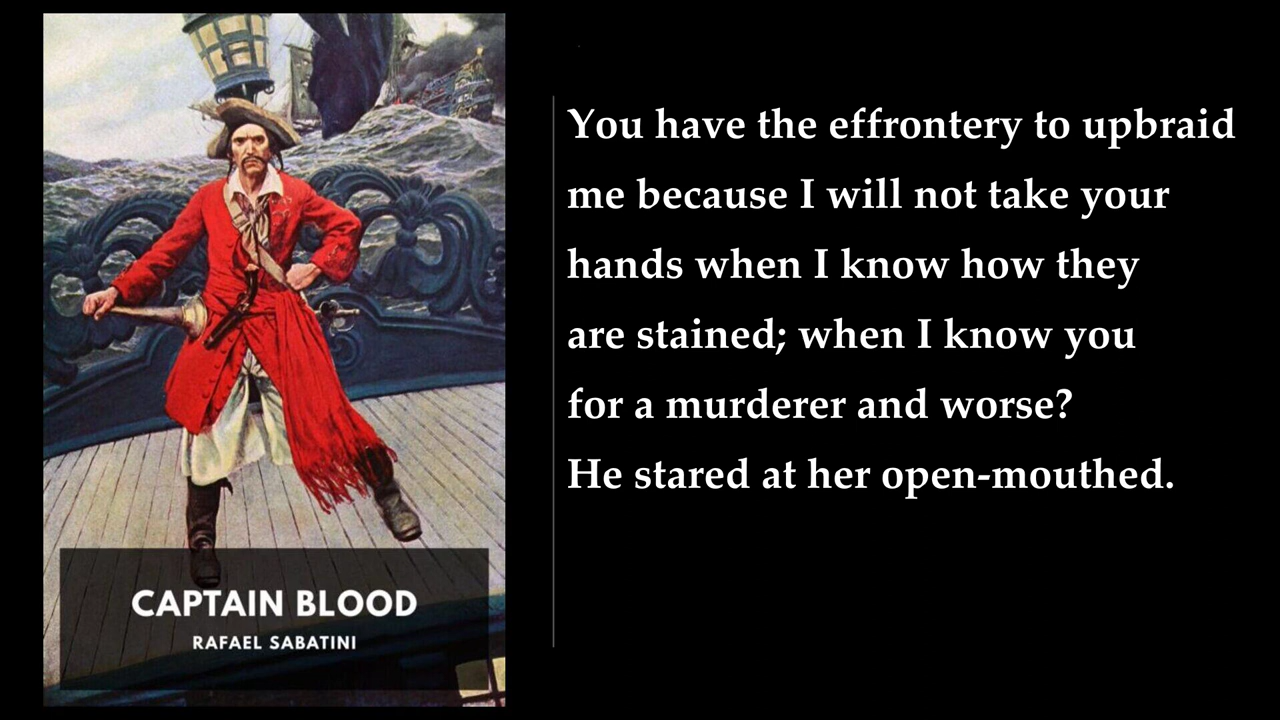 CAPTAIN BLOOD
RAFAEL SABATINI
You have the effrontery to upbraid
me because I will not take your
hands when I know how they
are stained; when I know you
for a murderer and worse?
He stared at her open-mouthed.